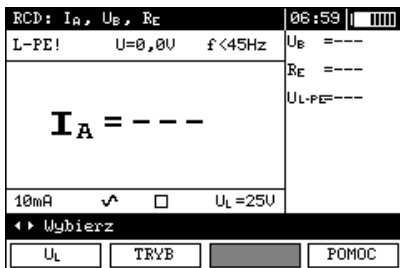 RCD: IA, UB, RE 06:59
L-PE! U=0,0V f<45Hz
UB =---
RE =---
UL-PE=---
IA = ---
10mA UL=25V
Wybierz
UL TRYB POMOC